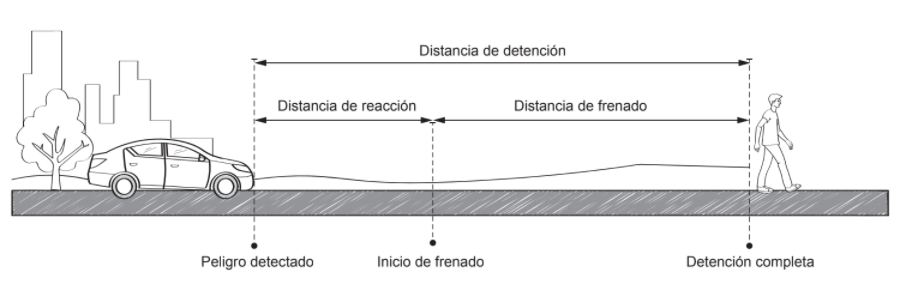 Distancia de detención
Distancia de reacción
Distancia de frenado
Peligro detectado
Inicio de frenado
Detención completa